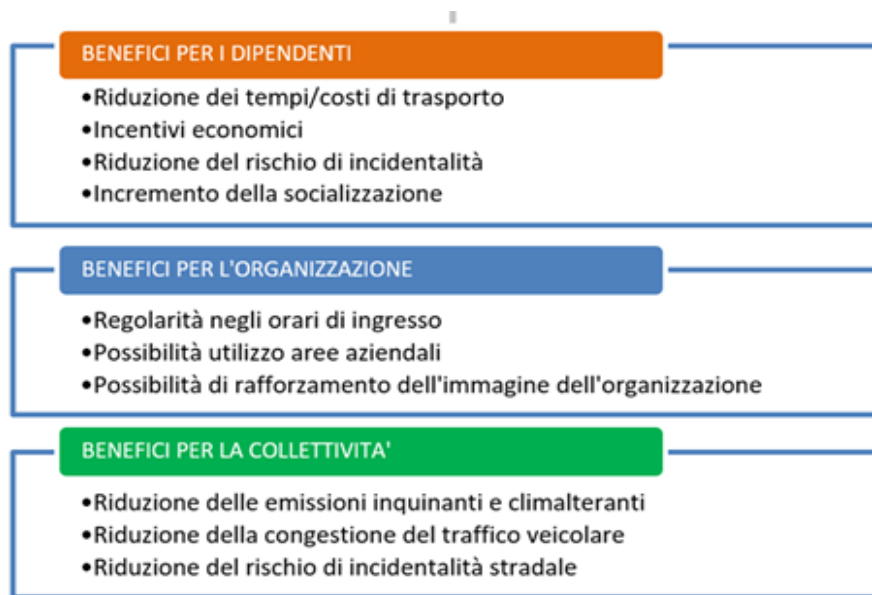 BENEFICI PER I DIPENDENTI
•Riduzione dei tempi/costi di trasporto
•Incentivi economici
•Riduzione del rischio di incidentalità
•Incremento della socializzazione
BENEFICI PER L'ORGANIZZAZIONE
•Regolarità negli orari di ingresso
•Possibilità utilizzo aree aziendali
•Possibilità di rafforzamento dell'immagine dell'organizzazione
BENEFICI PER LA COLLETTIVITA'
•Riduzione delle emissioni inquinanti e climalteranti
•Riduzione della congestione del traffico veicolare
•Riduzione del rischio di incidentalità stradale